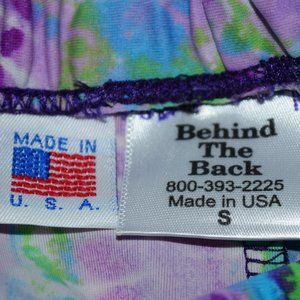 MADE IN
U. S. A.
Behind
The
Back
800-393-2225
Made in USA
S